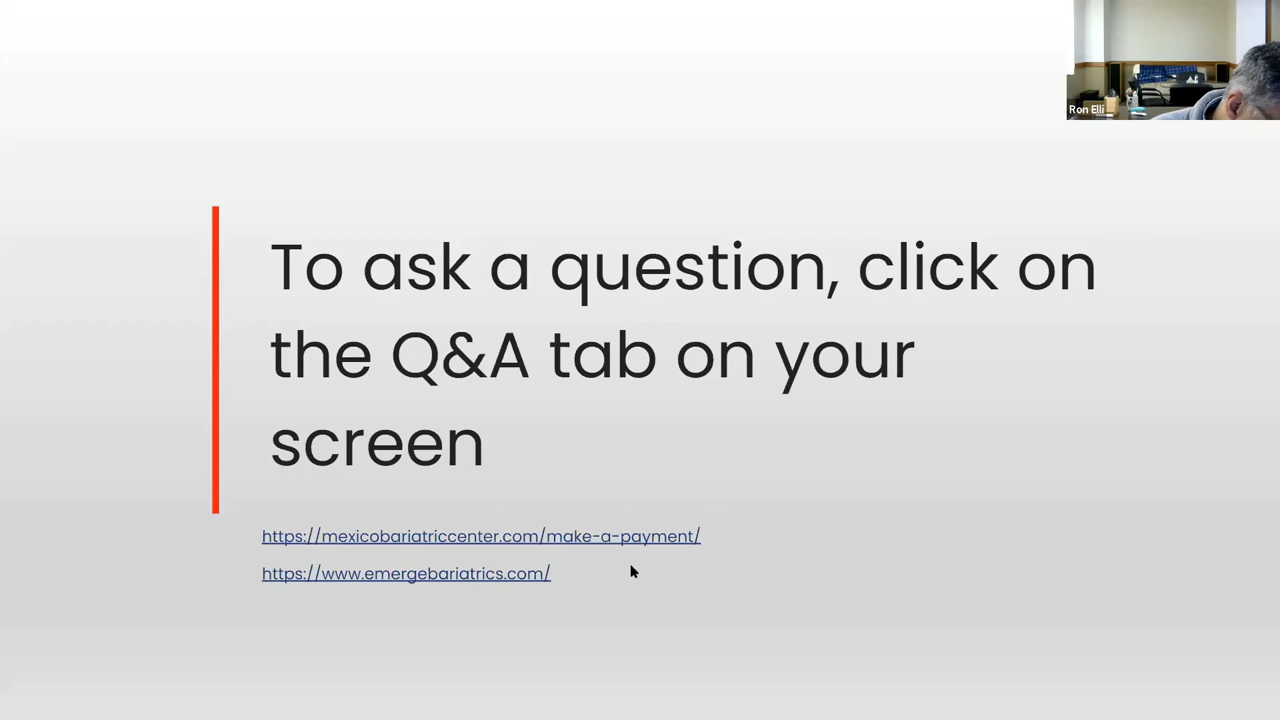 Ron Elli
To ask a question, click on
the Q&A tab on your
screen
https://mexicobariatriccenter.com/make-a-payment/
https://www.emergebariatrics.com/